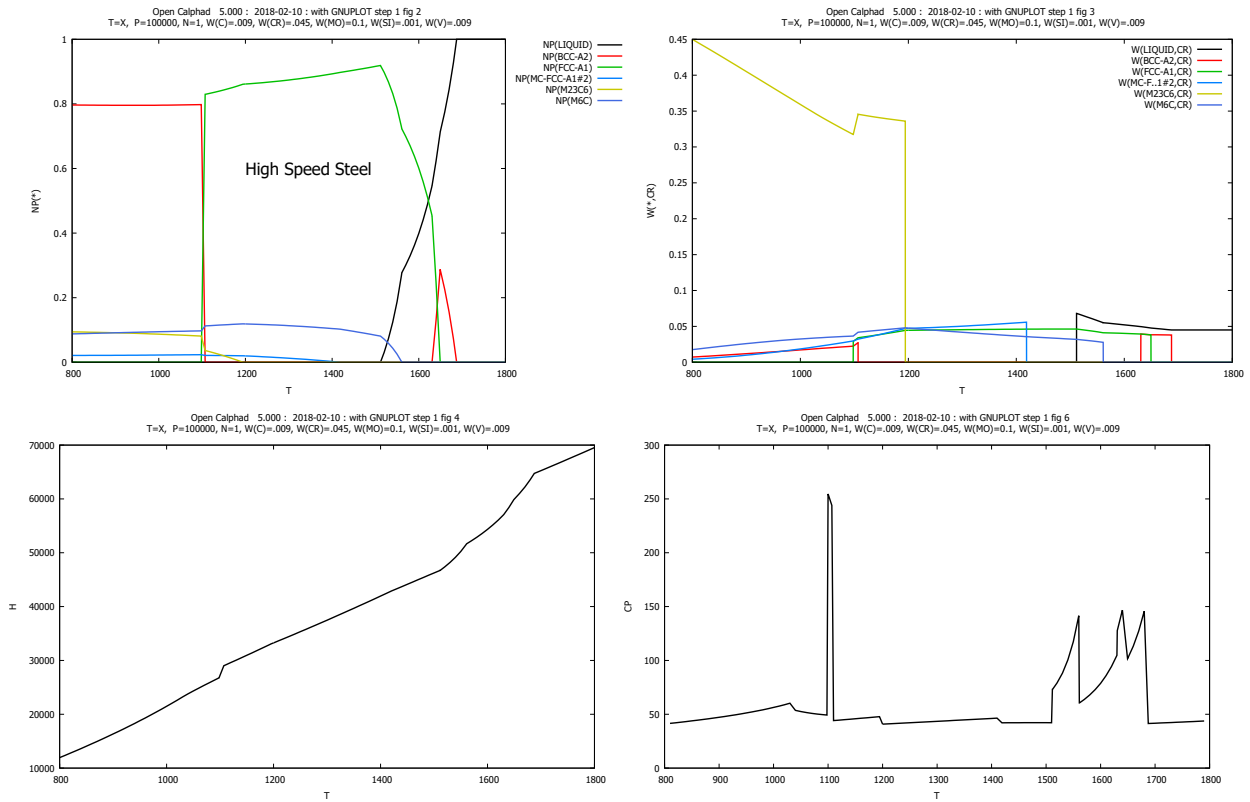 Open Calphad   5.000 :  2018-02-10 : with GNUPLOT step 1 fig 2
T=X,  P=100000, N=1, W(C)=.009, W(CR)=.045, W(MO)=0.1, W(SI)=.001, W(V)=.009
NP(*)
1
0.8
0.6
0.4
0.2
0
800
1000
1200
1400
1600
1800
T
High Speed Steel
NP(LIQUID)
NP(BCC-A2)
NP(FCC-A1)
NP(MC-FCC-A1#2)
NP(M23C6)
NP(M6C)
Open Calphad   5.000 :  2018-02-10 : with GNUPLOT step 1 fig 3
T=X,  P=100000, N=1, W(C)=.009, W(CR)=.045, W(MO)=0.1, W(SI)=.001, W(V)=.009
W(*,CR)
0.45
0.4
0.35
0.3
0.25
0.2
0.15
0.1
0.05
0
800
1000
1200
1400
1600
1800
T
W(LIQUID,CR)
W(BCC-A2,CR)
W(FCC-A1,CR)
W(MC-F..1#2,CR)
W(M23C6,CR)
W(M6C,CR)
Open Calphad   5.000 :  2018-02-10 : with GNUPLOT step 1 fig 4
T=X,  P=100000, N=1, W(C)=.009, W(CR)=.045, W(MO)=0.1, W(SI)=.001, W(V)=.009
H
70000
60000
50000
40000
30000
20000
10000
800
1000
1200
1400
1600
1800
T
Open Calphad   5.000 :  2018-02-10 : with GNUPLOT step 1 fig 6
T=X,  P=100000, N=1, W(C)=.009, W(CR)=.045, W(MO)=0.1, W(SI)=.001, W(V)=.009
CP
300
250
200
150
100
50
0
800
900
1000
1100
1200
1300
1400
1500
1600
1700
1800
T